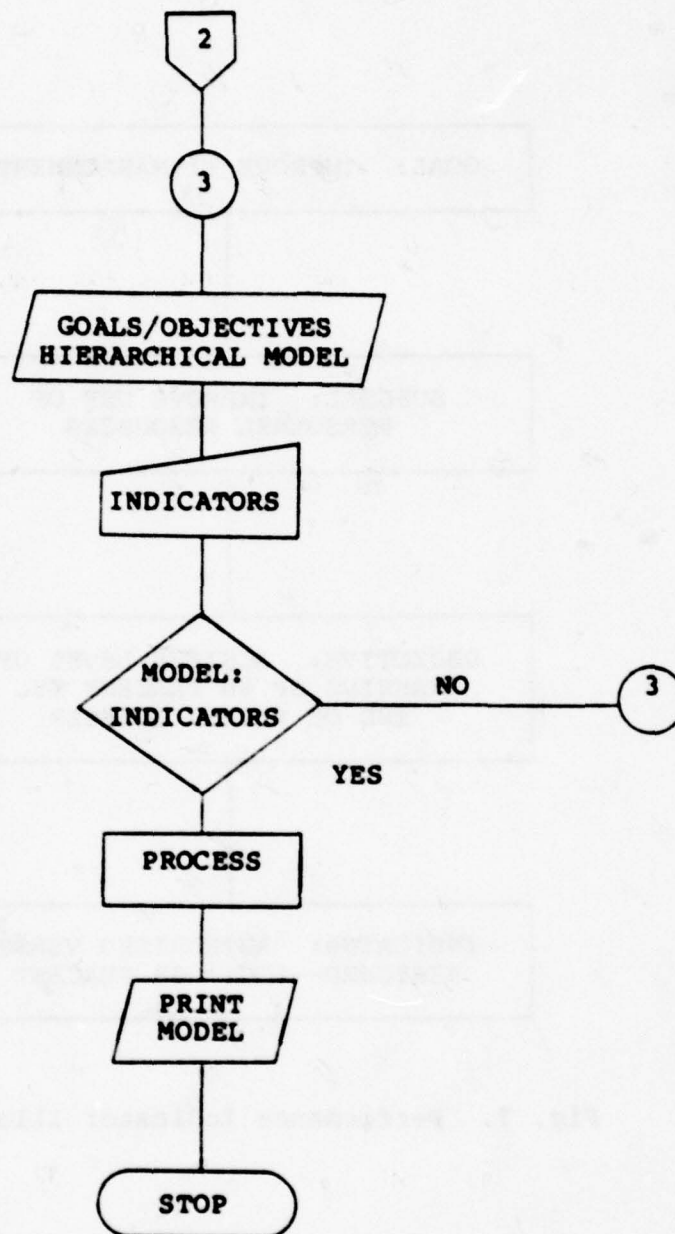 2
3
GOALS/OBJECTIVES
HIERARCHICAL MODEL
INDICATORS
MODEL:
INDICATORS
NO
3
YES
PROCESS
PRINT
MODEL
STOP